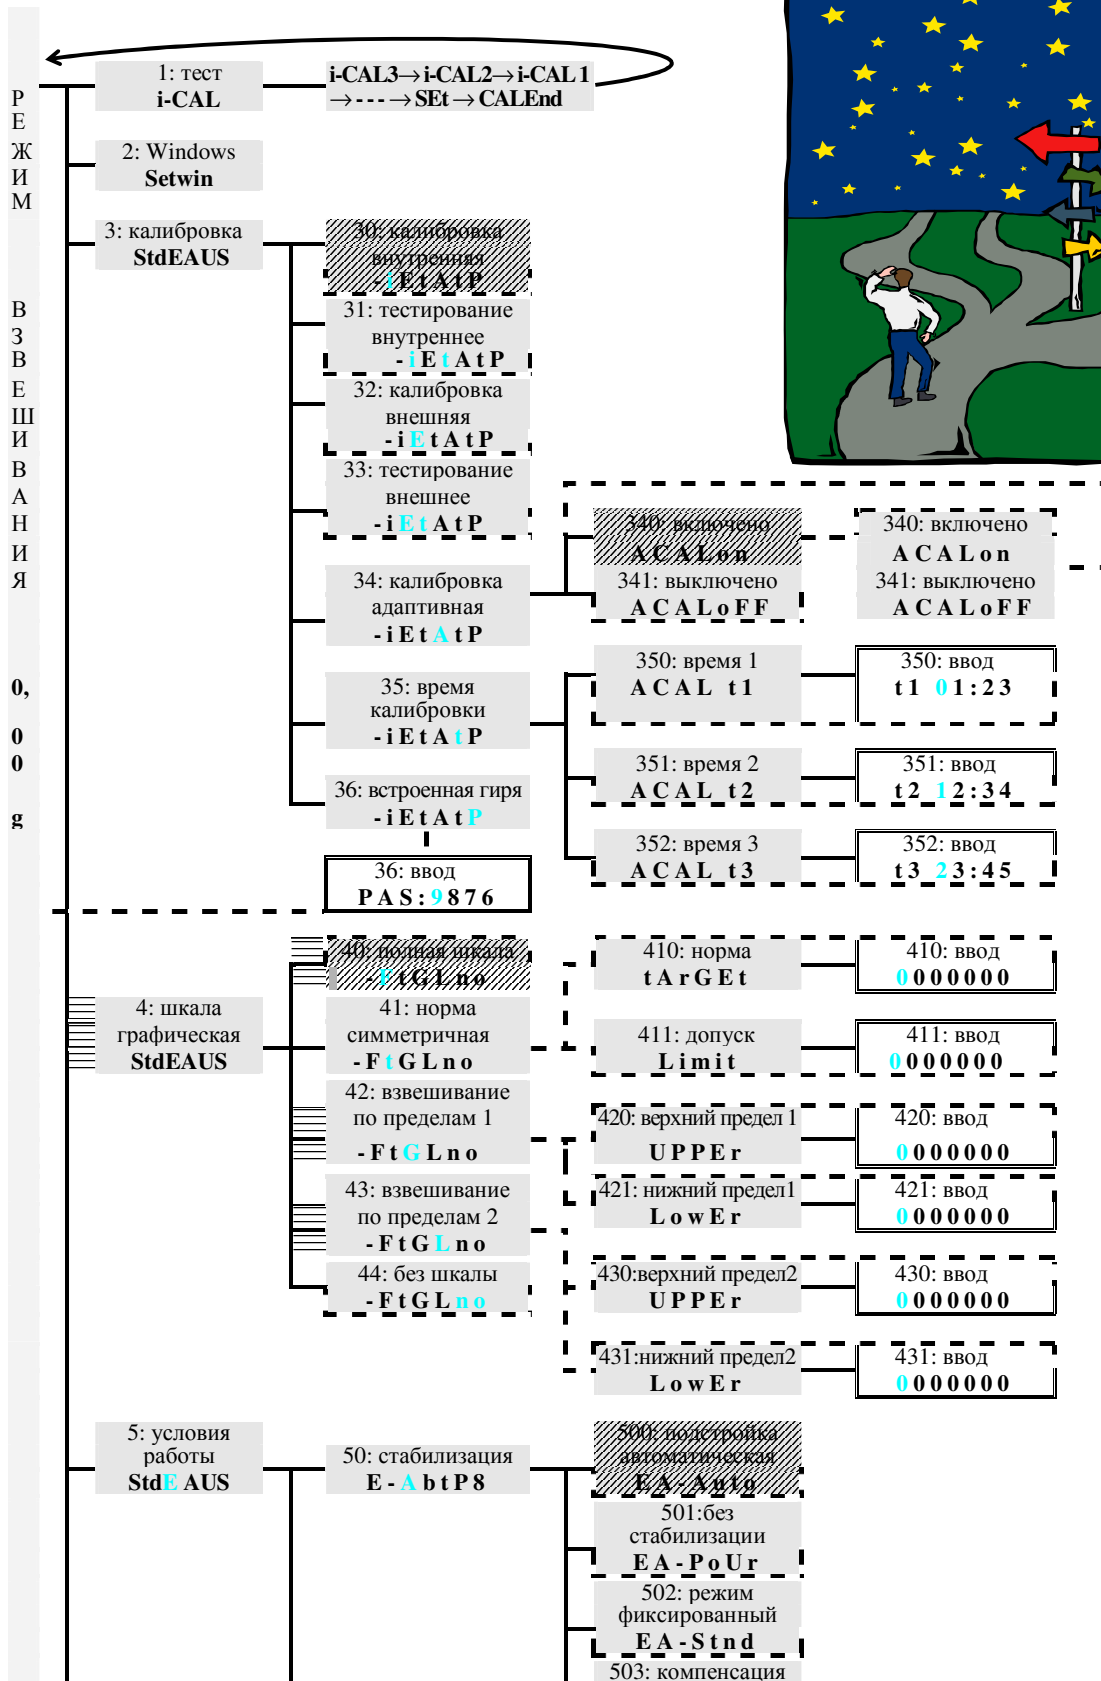 РЕЖИМ ВЗВЕШИВАНИЯ
0,00 g
1: тест
i-CAL
i-CAL3→i-CAL2→i-CAL1
→---→SEt→CALEnd
2: Windows
Setwin
3: калибровка
StdEAUS
30: калибровка
внутренняя
-iEtAtP
31: тестирование
внутреннее
-iEtAtP
32: калибровка
внешняя
-iEtAtP
33: тестирование
внешнее
-iEtAtP
34: калибровка
адаптивная
-iEtAtP
340: включено
ACALon
341: выключено
ACALoFF
340: включено
ACALon
341: выключено
ACALoFF
35: время
калибровки
-iEtAtP
350: время 1
ACAL t1
350: ввод
t1 01:23
351: время 2
ACAL t2
351: ввод
t2 12:34
352: время 3
ACAL t3
352: ввод
t3 23:45
36: встроенная гиря
-iEtAtP
36: ввод
PAS:9876
4: шкала
графическая
StdEAUS
40: полная шкала
-FtGLno
41: норма
симметричная
-FtGLno
410: норма
tArGEt
410: ввод
0000000
411: допуск
Limit
411: ввод
0000000
42: взвешивание
по пределам 1
-FtGLno
420: верхний предел 1
UPPEr
420: ввод
0000000
421: нижний предел1
LowEr
421: ввод
0000000
43: взвешивание
по пределам 2
-FtGLno
430:верхний предел2
UPPEr
430: ввод
0000000
431:нижний предел2
LowEr
431: ввод
0000000
44: без шкалы
-FtGLno
5: условия
работы
StdEAUS
50: стабилизация
E-AbtP8
500: подстройка
автоматическая
EA-Auto
501:без
стабилизации
EA-PoUr
502: режим
фиксированный
EA-Stnd
503: компенсация